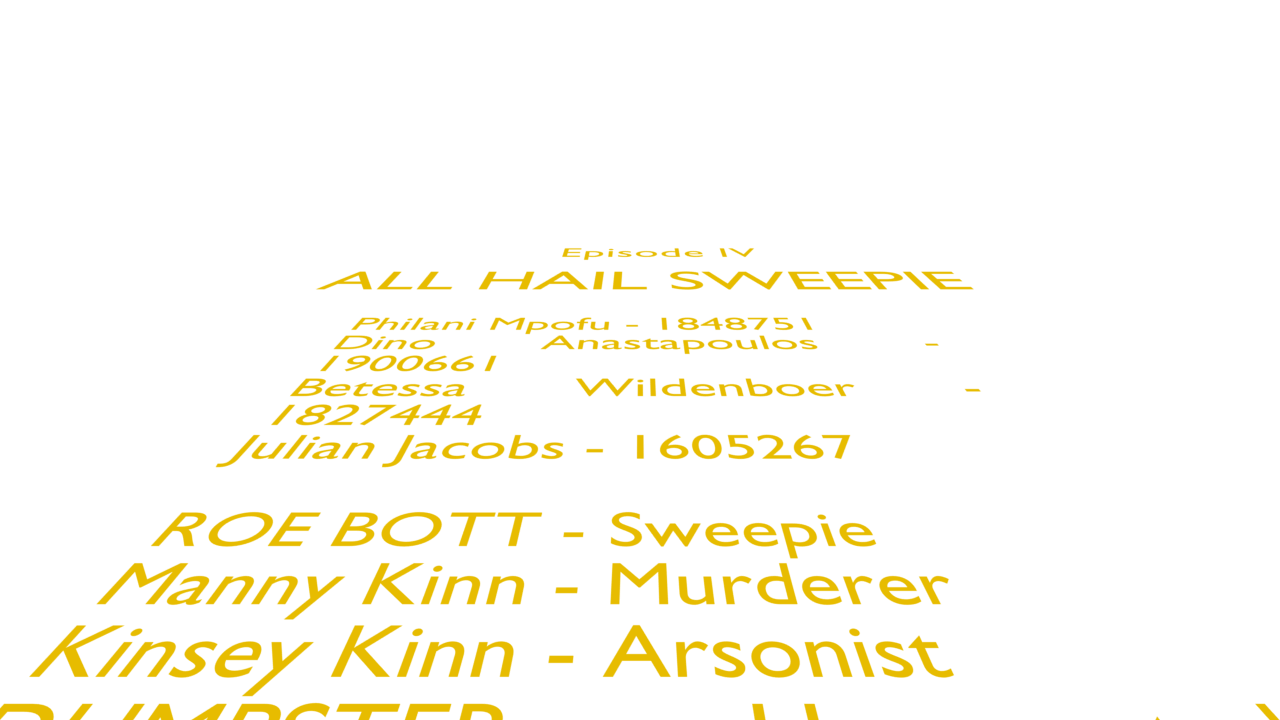 Episode IV
ALL HAIL SWEEPIE
Philani Mpofu - 1848751
Dino Anastapoulos -
1900661
Betessa Wildenboer -
1827444
Julian Jacobs - 1605267
ROE BOTT - Sweepie
Manny Kinn - Murderer
Kinsey Kinn - Arsonist